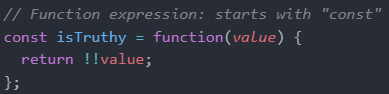 // Function expression: starts with "const"
const isTruthy = function(value) {
  return !!value;
};